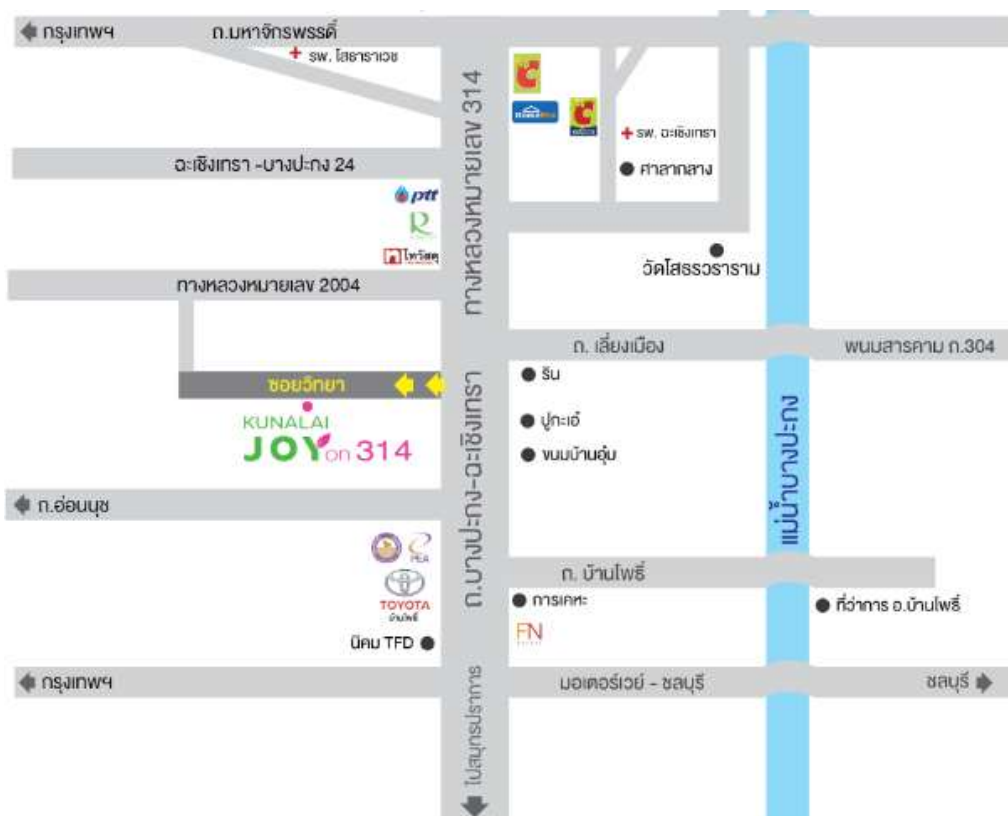 กรุงเทพฯ
ถ.มหาจักรพรรดิ์
รพ. โสธราเวช
ทางหลวงหมายเลข 314
รพ. ฉะเชิงเทรา
ศาลากลาง
ฉะเชิงเทรา -บางปะกง 24
ptt
R
ไทวัสดุ
วัดโสธรวราราม
ทางหลวงหมายเลข 2004
ถ. เลี่ยงเมือง
พนมสารคาม ถ.304
ซอยวิทยา
ริน
KUNALAI
JOY on 314
ปูกะเอ๋
ขนมบ้านอุ๋ม
ถ.บางปะกง-ฉะเชิงเทรา
แม่น้ำบางปะกง
ถ.อ่อนนุช
PEA
ถ. บ้านโพธิ์
TOYOTA
บ้านโพธิ์
การเคหะ
ที่ว่าการ อ.บ้านโพธิ์
FN
นิคม TFD
กรุงเทพฯ
มอเตอร์เวย์ - ชลบุรี
ชลบุรี
ไปสมุทรปราการ